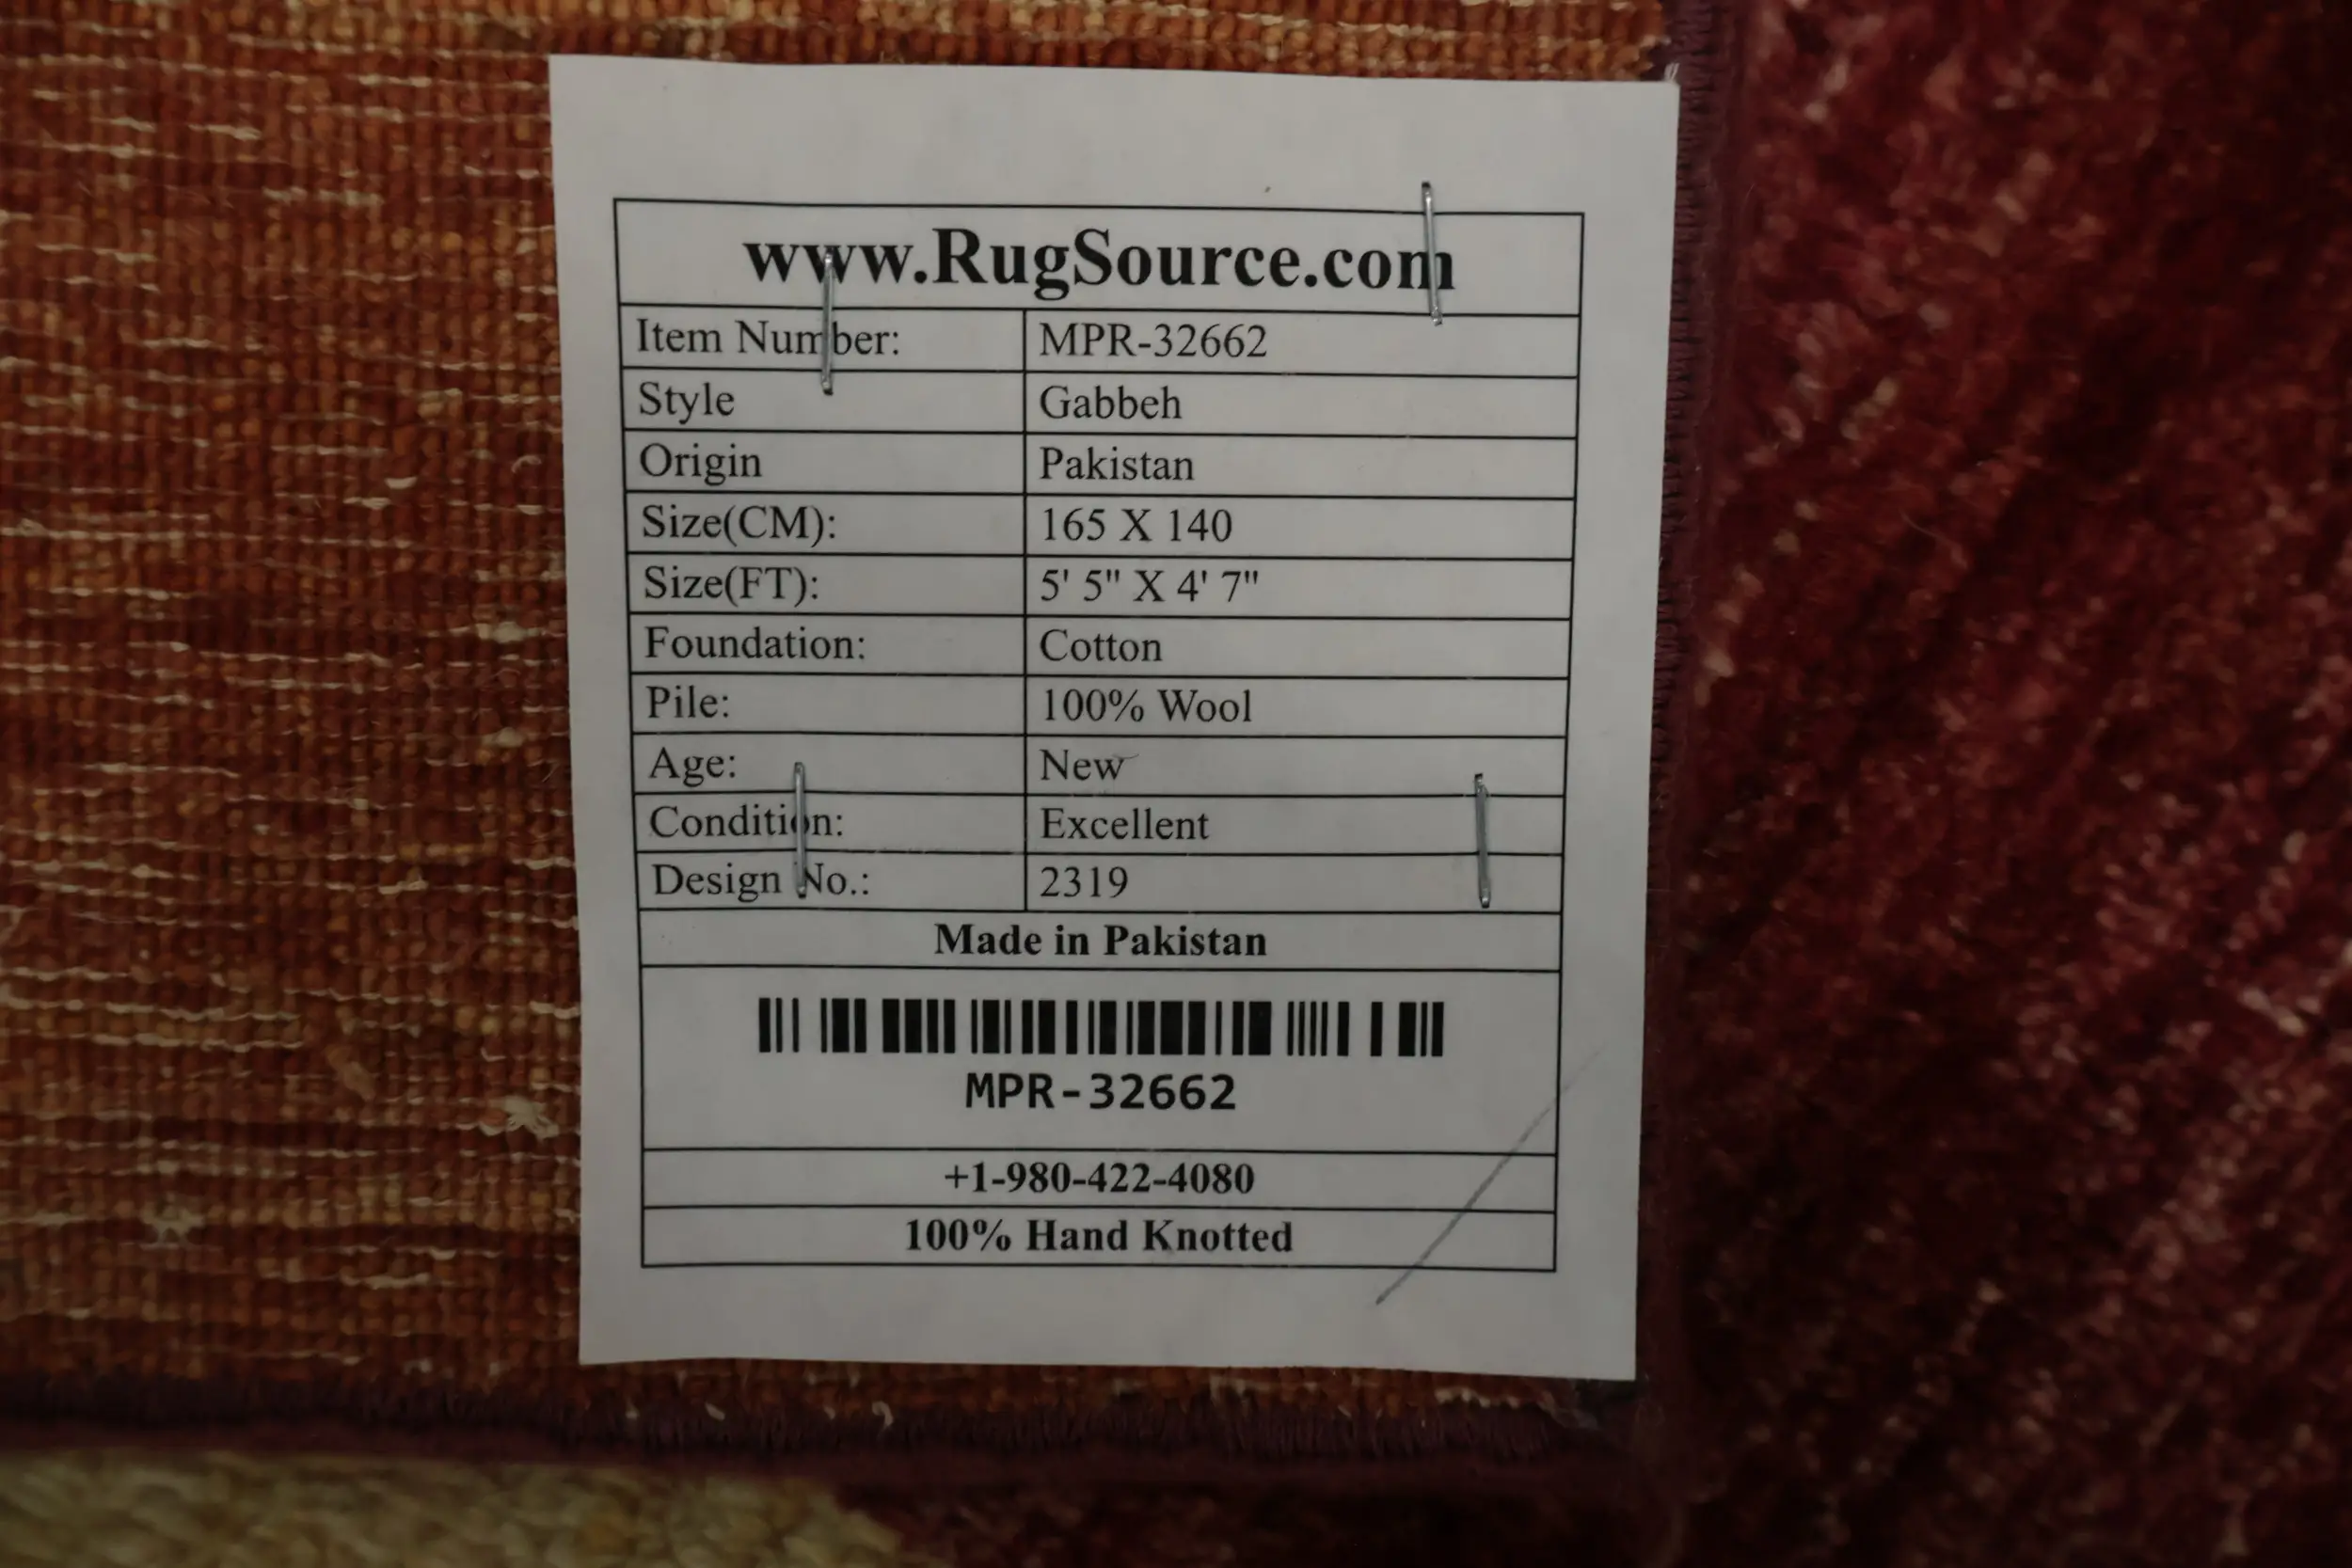 www.RugSource.com
Item Number: MPR-32662
Style Gabbeh
Origin Pakistan
Size(CM): 165 X 140
Size(FT): 5' 5" X 4' 7"
Foundation: Cotton
Pile: 100% Wool
Age: New
Condition: Excellent
Design No.: 2319
Made in Pakistan
MPR-32662
+1-980-422-4080
100% Hand Knotted